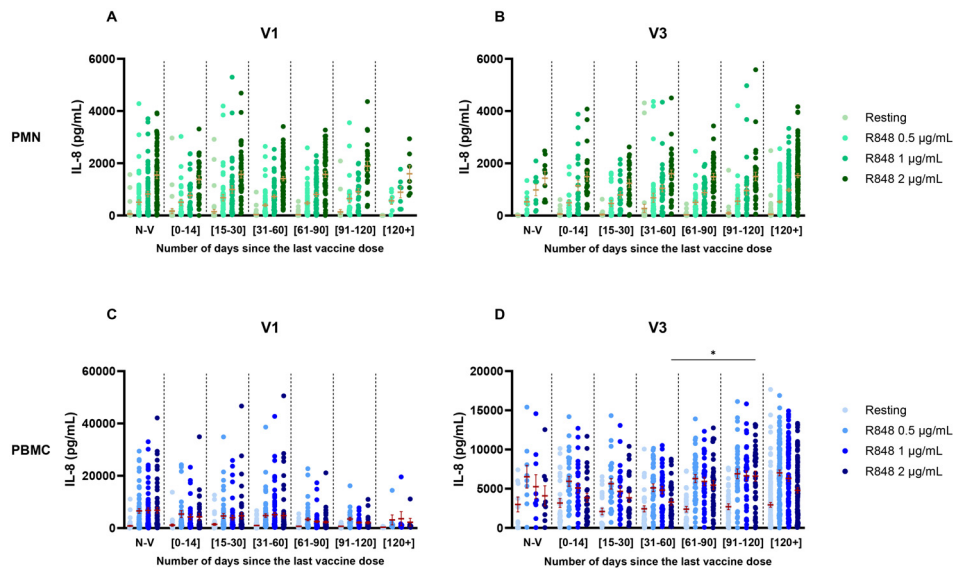 A
V1
PMN
IL-8 (pg/mL)
6000
4000
2000
0
N-V [0-14] [15-30] [31-60] [61-90] [91-120] [120+]
Number of days since the last vaccine dose
B
V3
IL-8 (pg/mL)
6000
4000
2000
0
N-V [0-14] [15-30] [31-60] [61-90] [91-120] [120+]
Number of days since the last vaccine dose
Resting
R848 0.5 µg/mL
R848 1 µg/mL
R848 2 µg/mL
C
V1
PBMC
IL-8 (pg/mL)
60000
40000
20000
0
N-V [0-14] [15-30] [31-60] [61-90] [91-120] [120+]
Number of days since the last vaccine dose
D
V3
*
IL-8 (pg/mL)
20000
15000
10000
5000
0
N-V [0-14] [15-30] [31-60] [61-90] [91-120] [120+]
Number of days since the last vaccine dose
Resting
R848 0.5 µg/mL
R848 1 µg/mL
R848 2 µg/mL